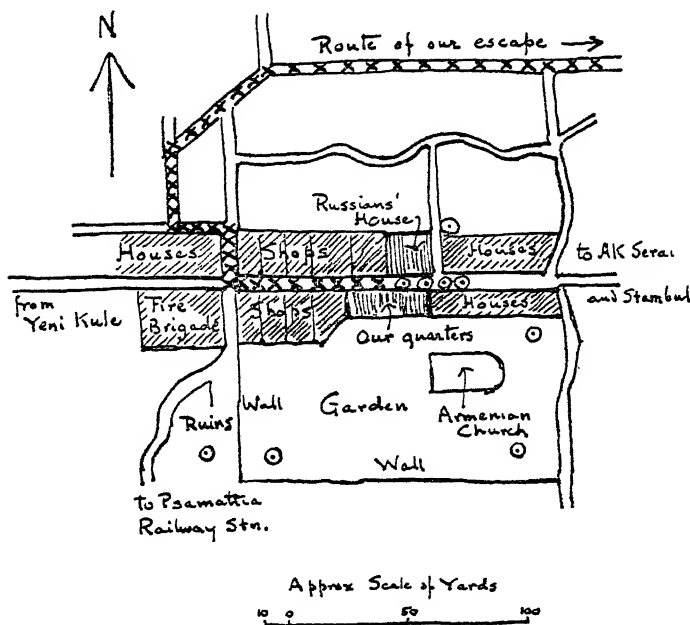 N
Route of our escape →
Russians'
House
Houses
Shops
Houses
to AK Serai
from
Yeni Kule
Fire
Brigade
Shops
Houses
and Stambul
Our quarters
Ruins
Wall
Garden
Armenian
Church
Wall
to Psamattia
Railway Stn.
Approx Scale of Yards
10 0 50 100